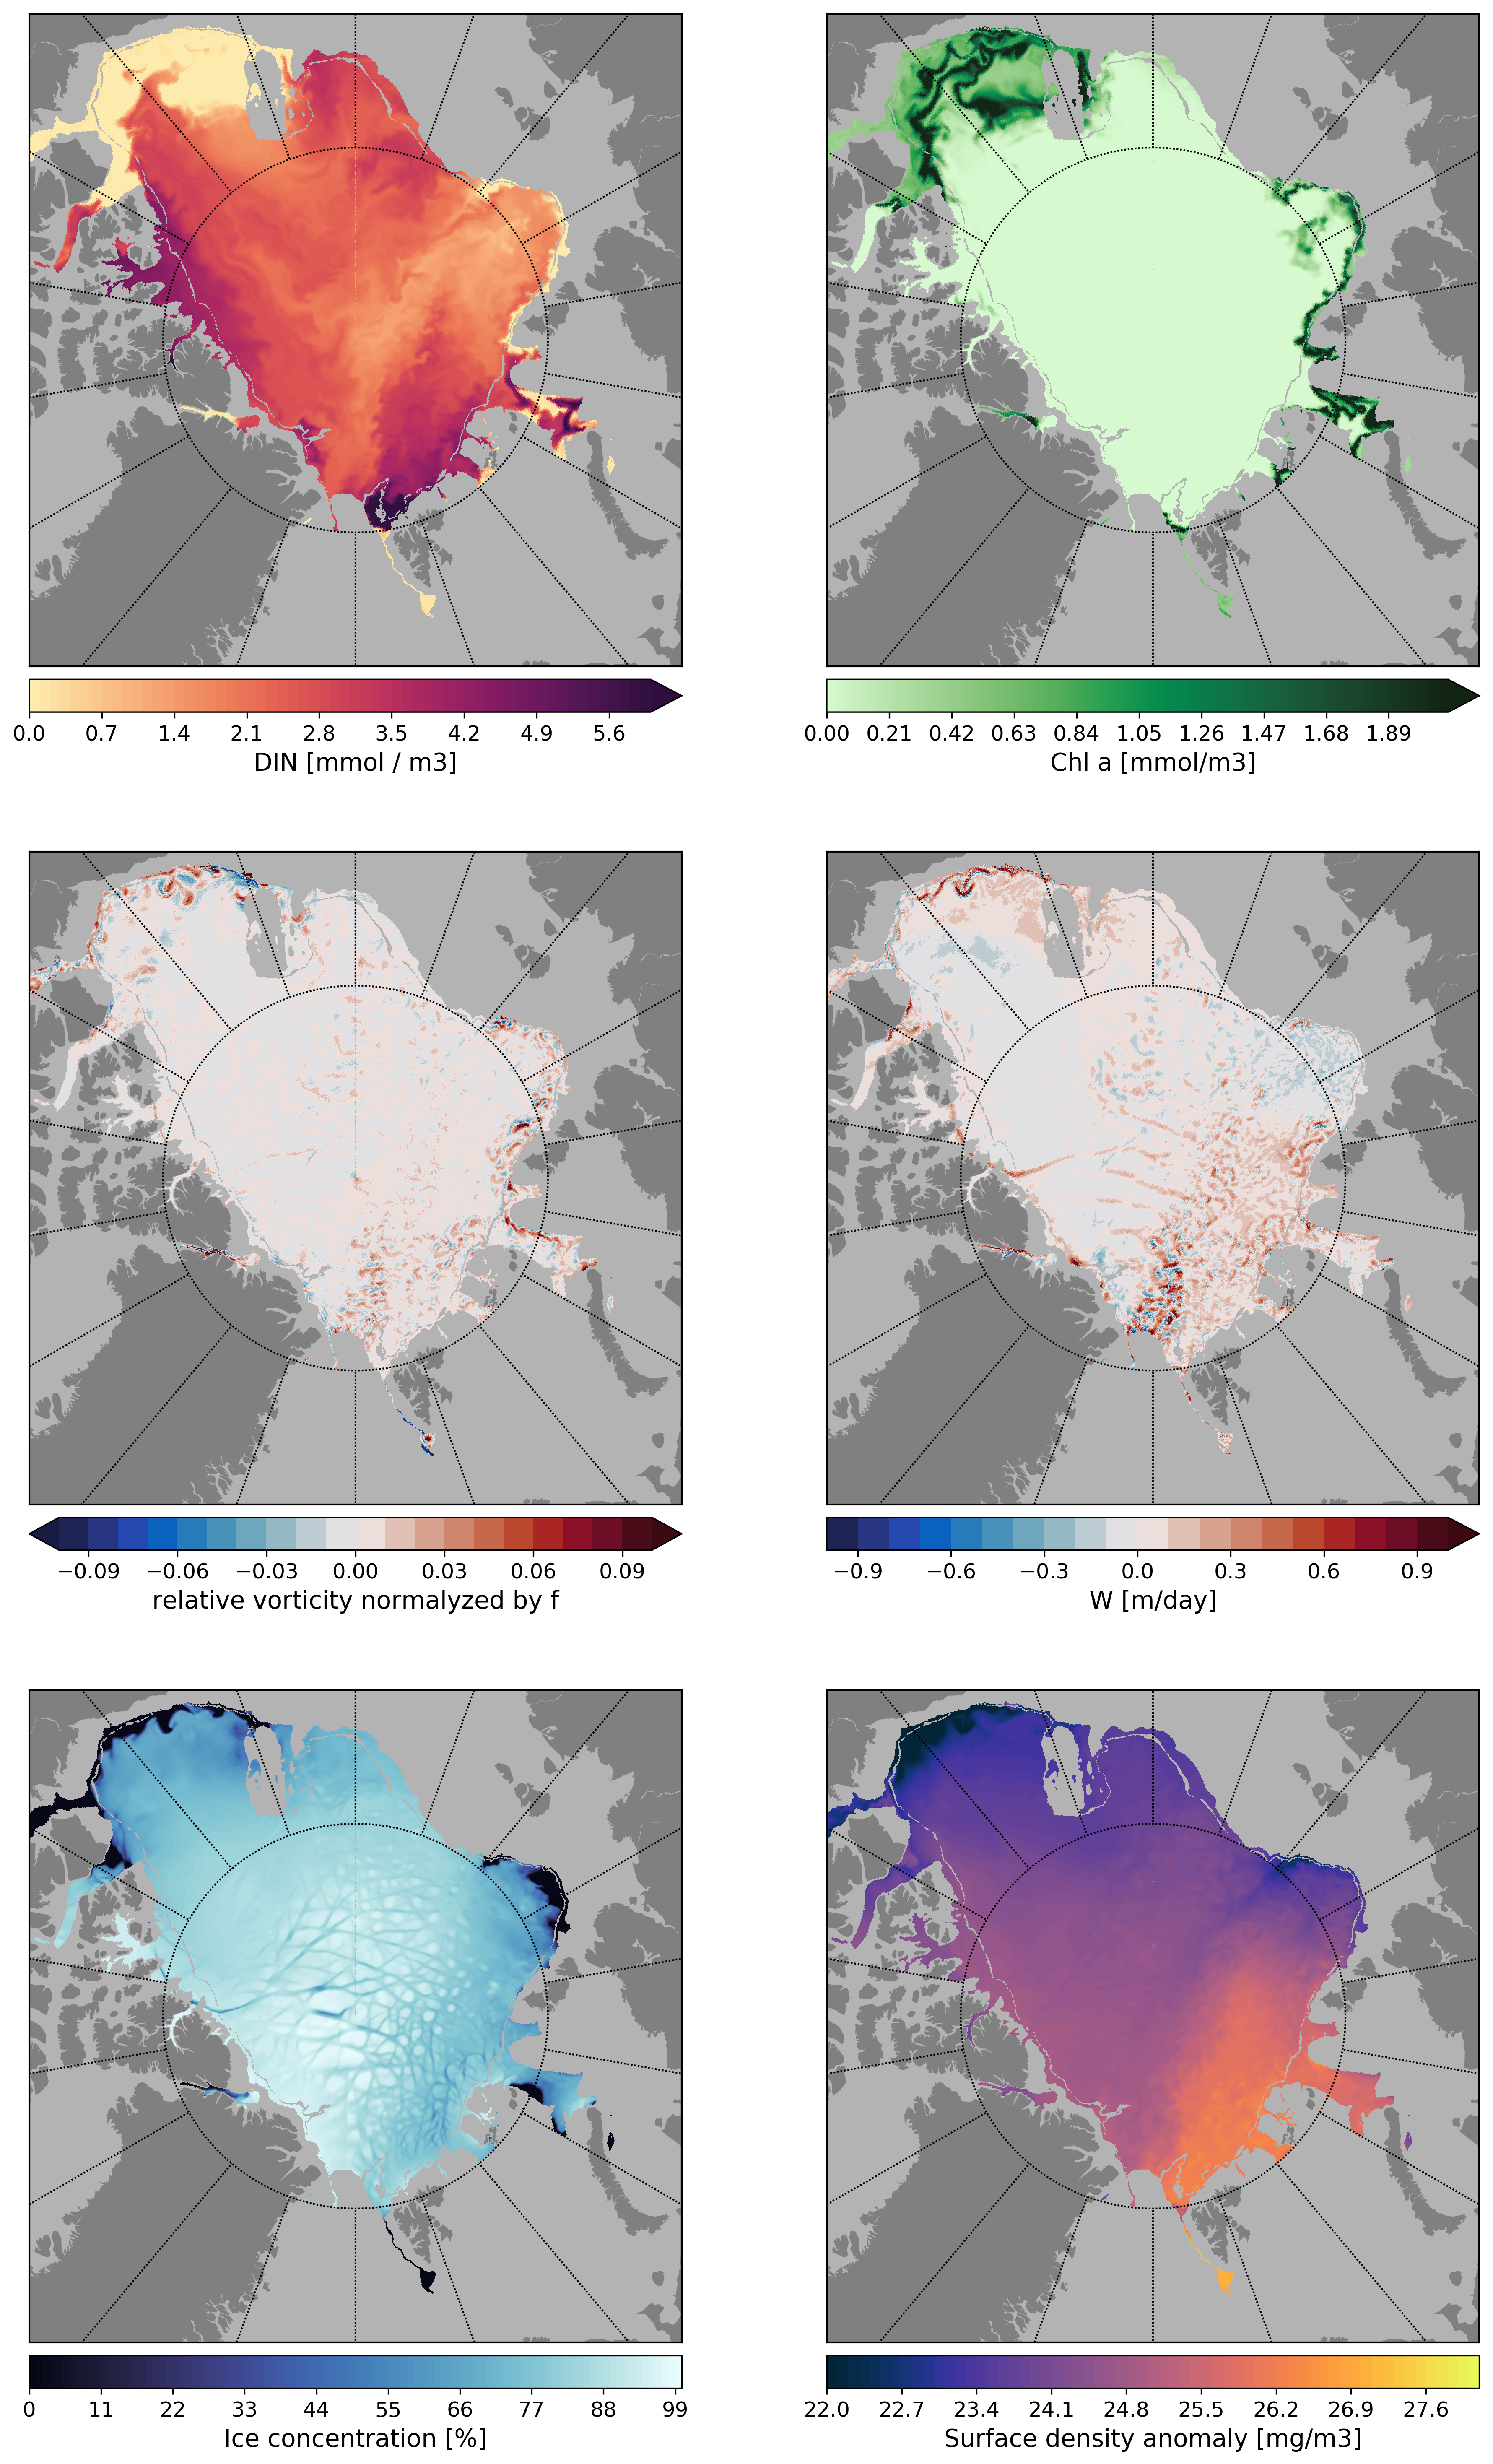 0.0 0.7 1.4 2.1 2.8 3.5 4.2 4.9 5.6
DIN [mmol / m3]
0.00 0.21 0.42 0.63 0.84 1.05 1.26 1.47 1.68 1.89
Chl a [mmol/m3]
−0.09 −0.06 −0.03 0.00 0.03 0.06 0.09
relative vorticity normalyzed by f
−0.9 −0.6 −0.3 0.0 0.3 0.6 0.9
W [m/day]
0 11 22 33 44 55 66 77 88 99
Ice concentration [%]
22.0 22.7 23.4 24.1 24.8 25.5 26.2 26.9 27.6
Surface density anomaly [mg/m3]